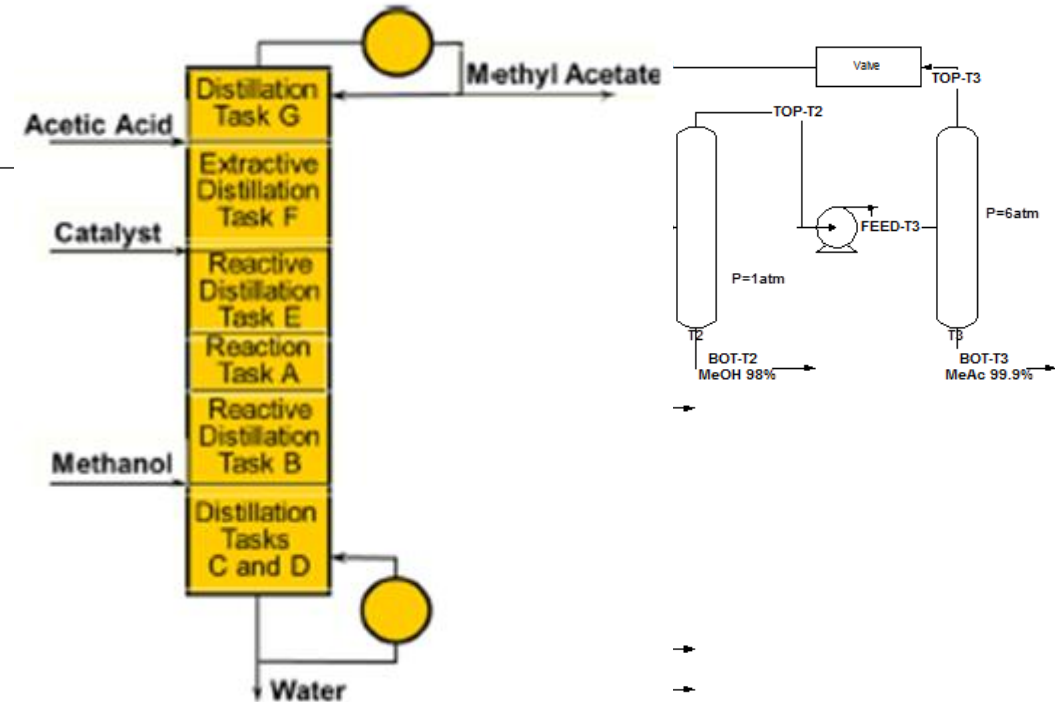 Distillation
Task G
Methyl Acetate
Acetic Acid
Extractive
Distillation
Task F
Catalyst
Reactive
Distillation
Task E
Reaction
Task A
Reactive
Distillation
Task B
Methanol
Distillation
Tasks
C and D
Water
Valve
TOP-T3
TOP-T2
FEED-T3
P=6atm
P=1atm
T2
T3
BOT-T2
MeOH 98%
BOT-T3
MeAc 99.9%